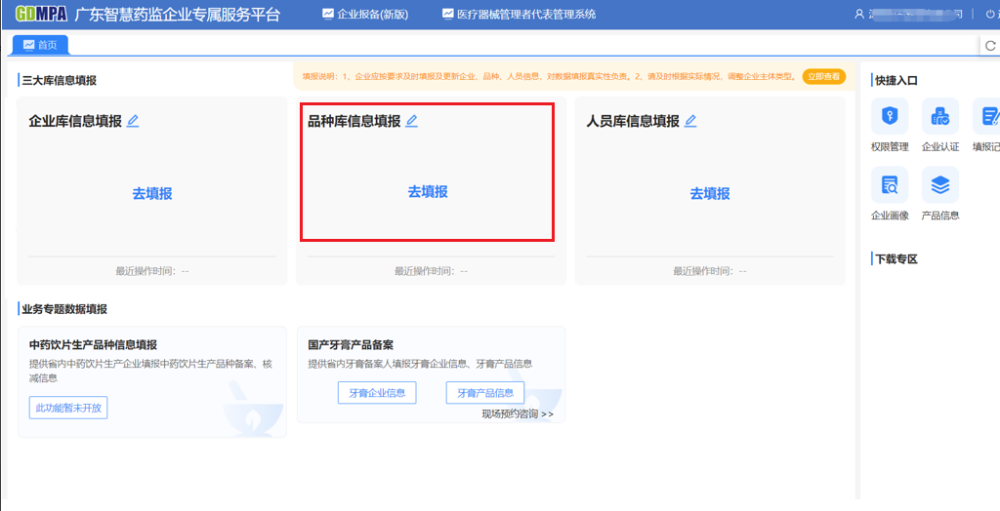 GDMPA 广东智慧药监企业专属服务平台
企业报备(新版)
医疗器械管理者代表管理系统
首页
三大库信息填报
填报说明：1、企业应按要求及时填报及更新企业、品种、人员信息，对数据填报真实性负责。2、请及时根据实际情况，调整企业主体类型。
立即查看
企业库信息填报
去填报
最近操作时间：--
品种库信息填报
去填报
最近操作时间：--
人员库信息填报
去填报
最近操作时间：--
业务专题数据填报
中药饮片生产品种信息填报
提供省内中药饮片生产企业填报中药饮片生产品种备案、核
减信息
此功能暂未开放
国产牙膏产品备案
提供省内牙膏备案人填报牙膏企业信息、牙膏产品信息
牙膏企业信息
牙膏产品信息
现场预约咨询 >>
快捷入口
权限管理
企业认证
填报记
企业画像
产品信息
下载专区